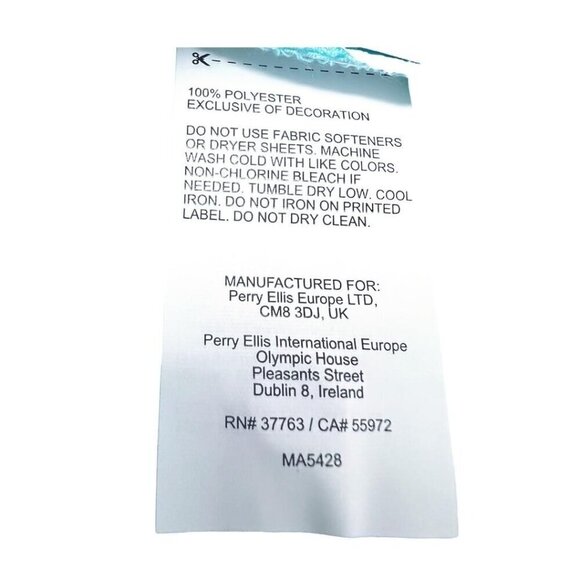 100% POLYESTER
EXCLUSIVE OF DECORATION
DO NOT USE FABRIC SOFTENERS
OR DRYER SHEETS. MACHINE
WASH COLD WITH LIKE COLORS.
NON-CHLORINE BLEACH IF
NEEDED. TUMBLE DRY LOW. COOL
IRON. DO NOT IRON ON PRINTED
LABEL. DO NOT DRY CLEAN.
MANUFACTURED FOR:
Perry Ellis Europe LTD,
CM8 3DJ, UK
Perry Ellis International Europe
Olympic House
Pleasants Street
Dublin 8, Ireland
RN# 37763 / CA# 55972
MA5428